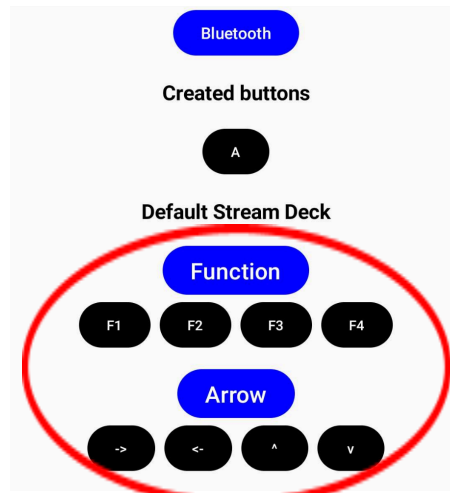 Bluetooth
Created buttons
A
Default Stream Deck
Function
F1 F2 F3 F4
Arrow
-> <- ^ v